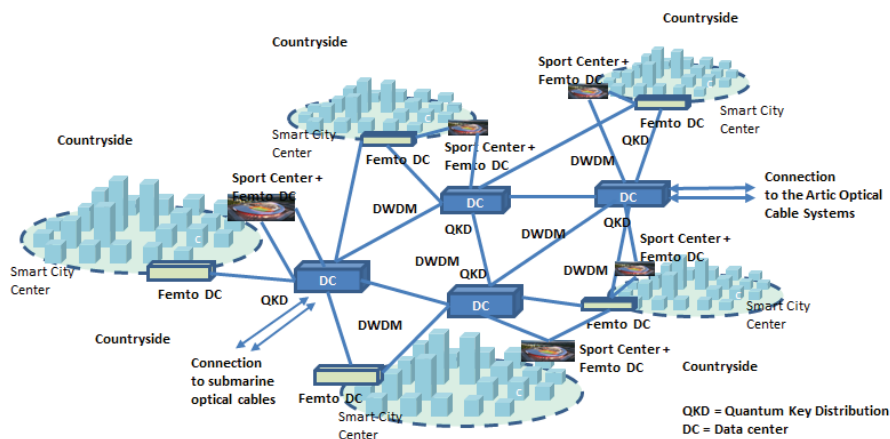 Countryside
Countryside
Sport Center +
Femto DC
C
Smart City
Center
Femto DC
C
Smart City
Center
Femto DC
Sport Center +
Femto DC
Countryside
Sport Center +
Femto DC
DWDM
QKD
DC
DC
Connection
to the Artic Optical
Cable Systems
DWDM
QKD
QKD
DWDM
C
Smart City
Center
Femto DC
DC
QKD
DWDM
QKD
DC
Sport Center +
Femto DC
DWDM
C
Smart City
Center
Femto DC
Countryside
Connection
to submarine
optical cables
DWDM
Femto DC
Smart City
Center
C
Sport Center +
Femto DC
Countryside
QKD = Quantum Key Distribution
DC = Data center